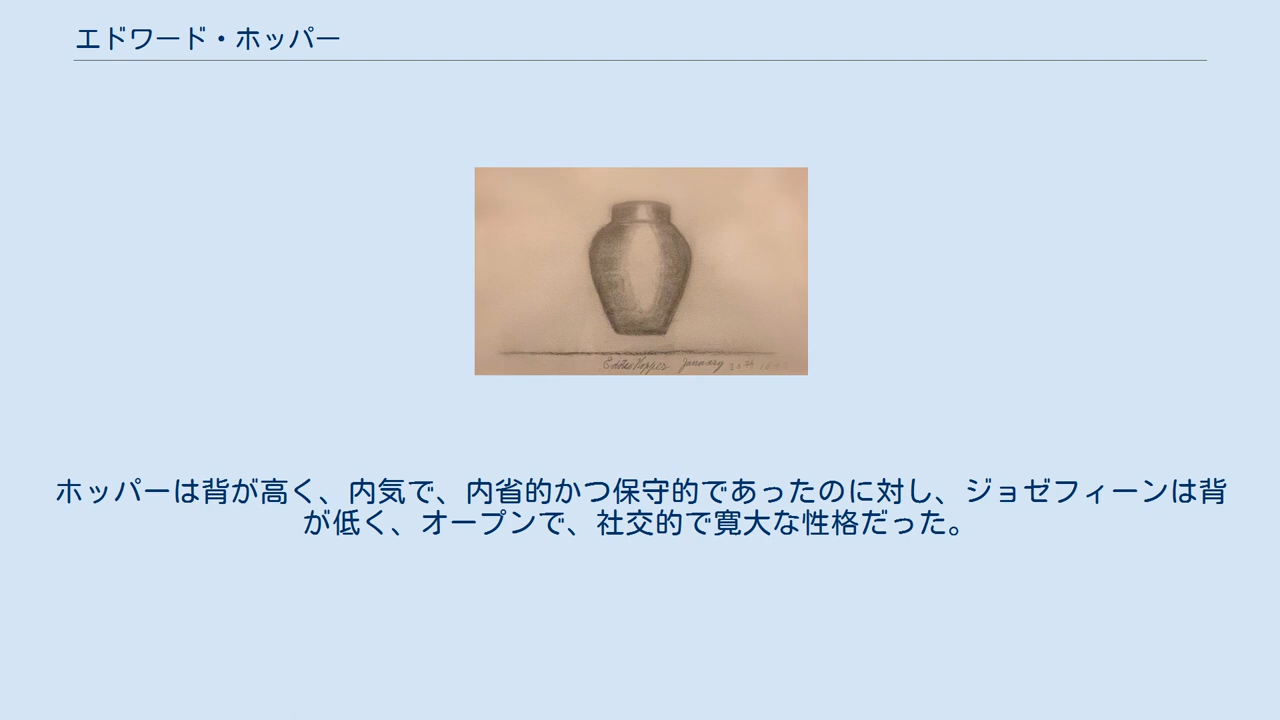 エドワード・ホッパー
Eddie Hopper January
ホッパーは背が高く、内気で、内省的かつ保守的であったのに対し、ジョゼフィーンは背
が低く、オープンで、社交的で寛大な性格だった。